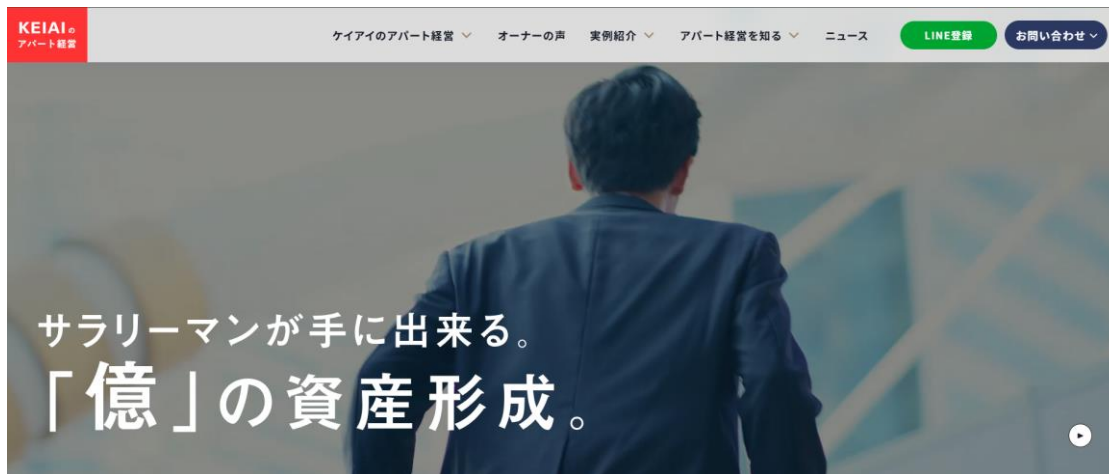 KEIAIの
アパート経営
ケイアイのアパート経営 オーナーの声 実例紹介 アパート経営を知る ニュース LINE登録 お問い合わせ
サラリーマンが手に出来る。
「億」の資産形成。